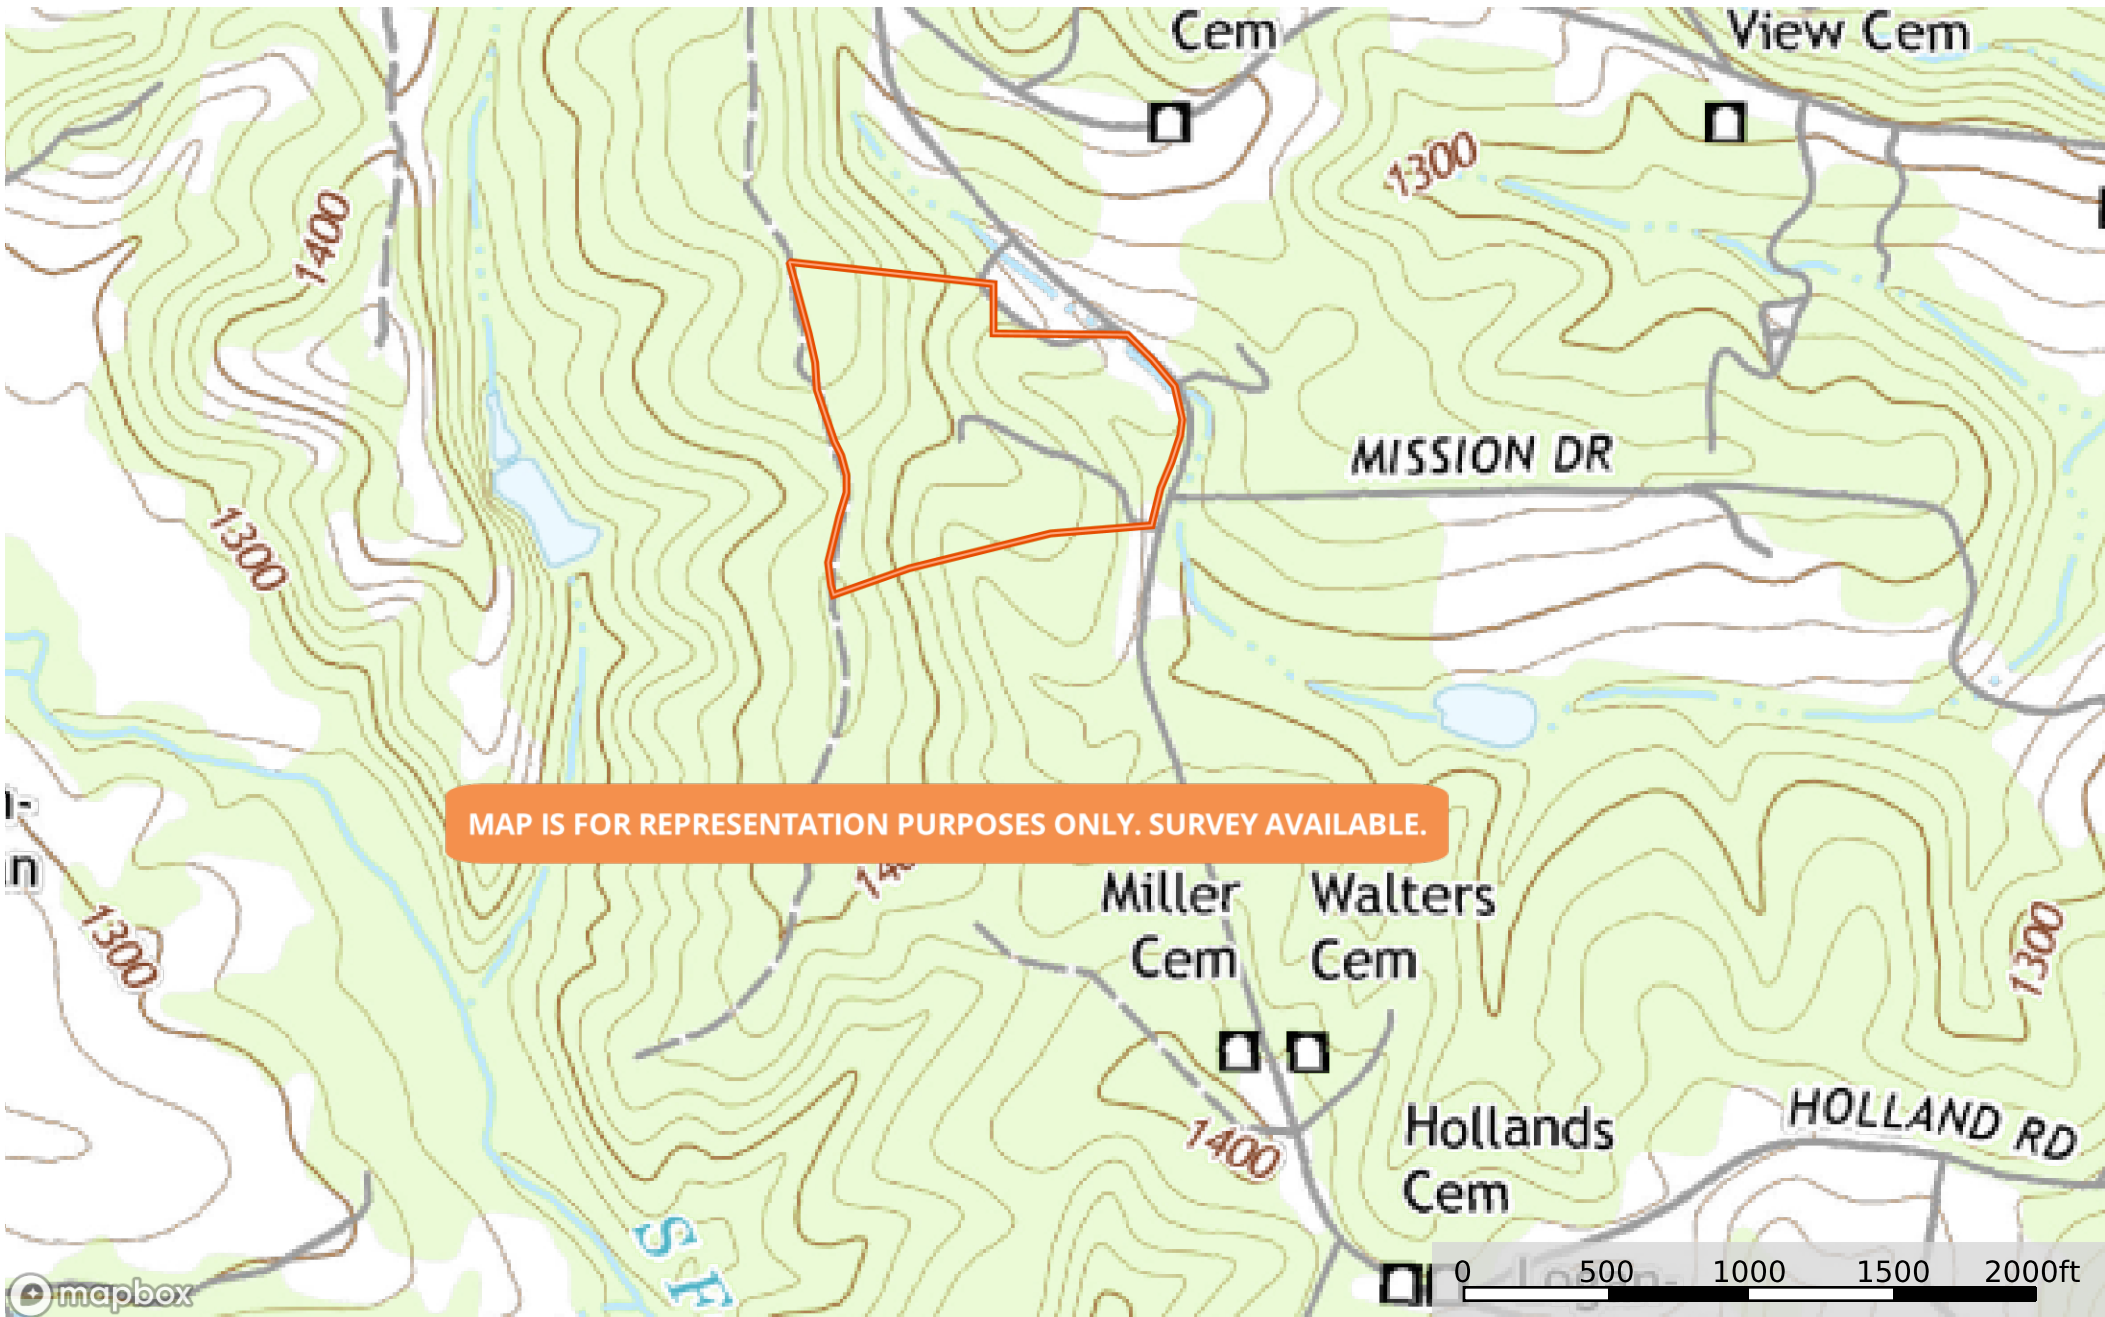 Cem
View Cem
1300
1400
MISSION DR
1300
MAP IS FOR REPRESENTATION PURPOSES ONLY. SURVEY AVAILABLE.
Miller
Cem
Walters
Cem
1300
1300
1400
Hollands
Cem
HOLLAND RD
S F
0 500 1000 1500 2000ft
mapbox